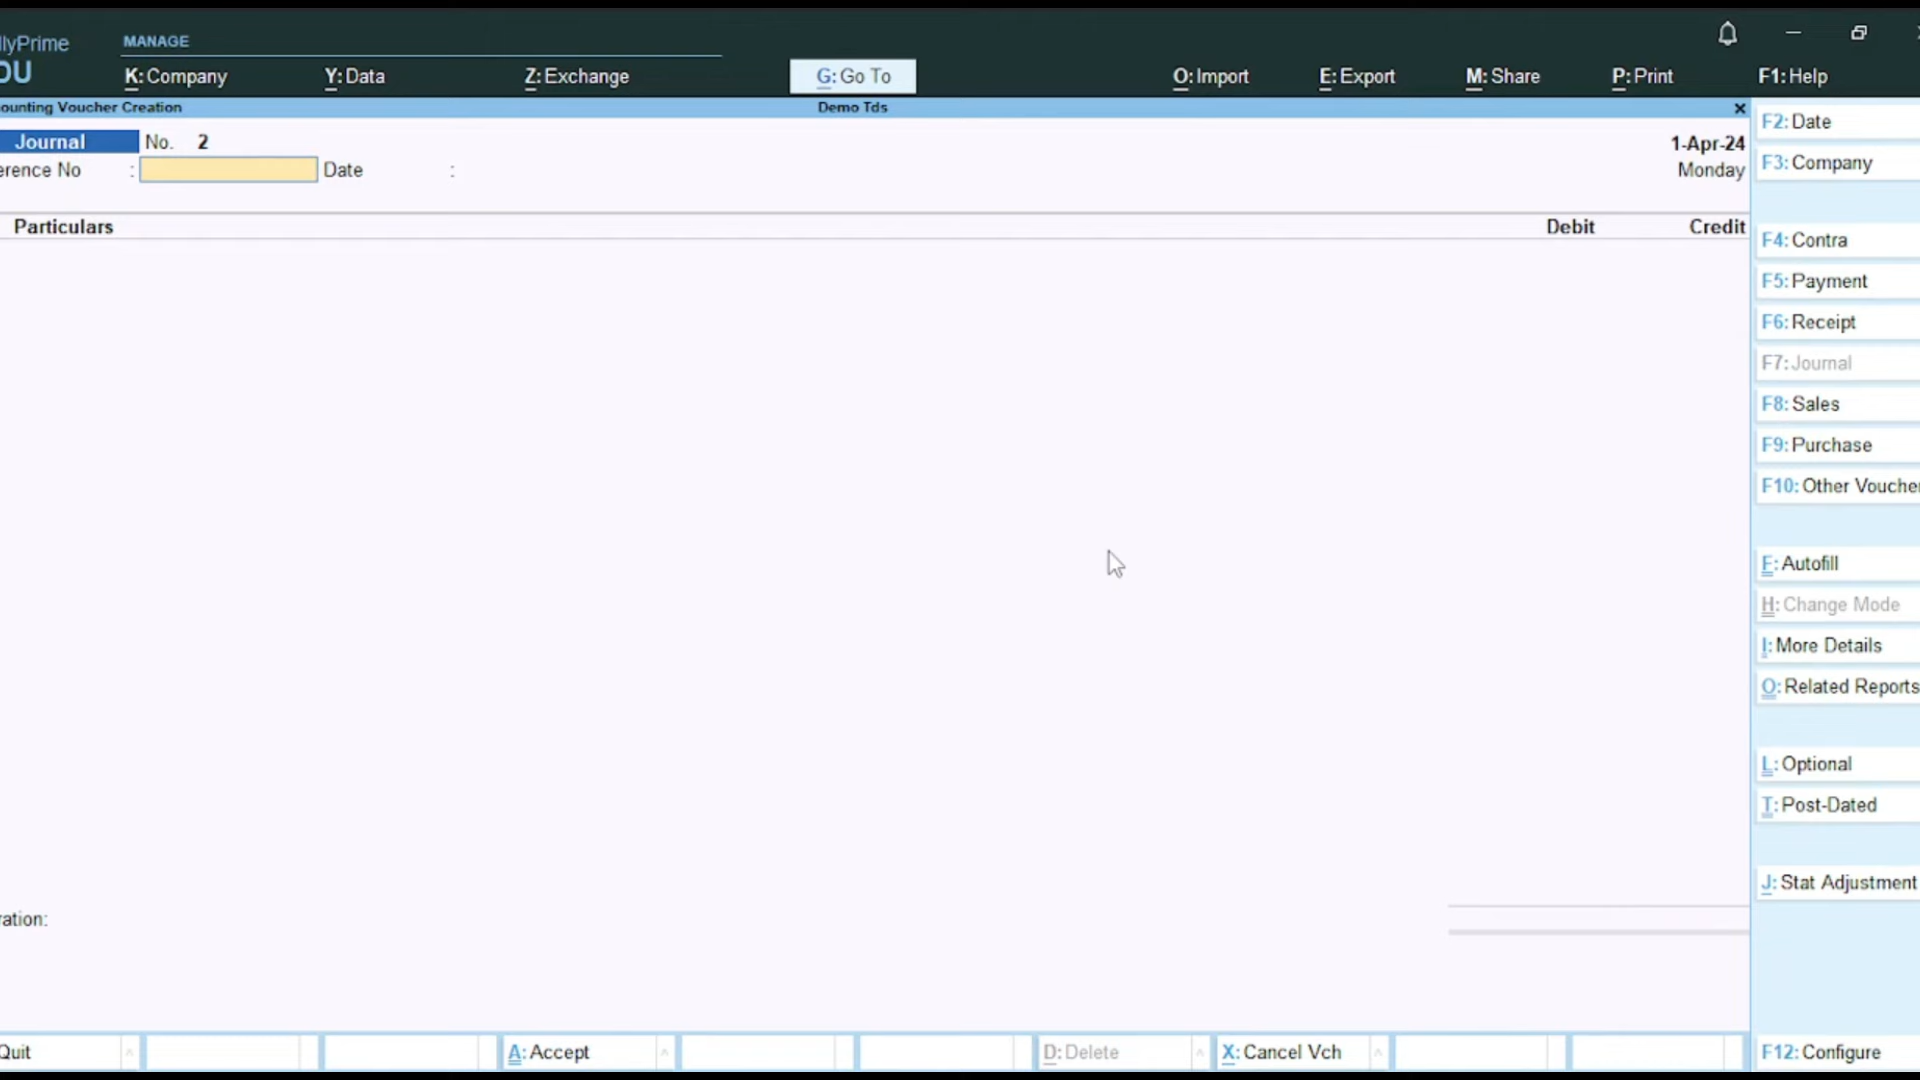 llyPrime
MANAGE
OU
K: Company
Y: Data
Z: Exchange
G: Go To
O: Import
E: Export
M: Share
P: Print
F1: Help
ounting Voucher Creation
Demo Tds
Journal
No. 2
1-Apr-24
erence No :
Date :
Monday
Particulars
Debit
Credit
F2: Date
F3: Company
F4: Contra
F5: Payment
F6: Receipt
F7: Journal
F8: Sales
F9: Purchase
F10: Other Voucher
F: Autofill
H: Change Mode
I: More Details
O: Related Reports
L: Optional
T: Post-Dated
J: Stat Adjustment
ration:
Quit
A: Accept
D: Delete
X: Cancel Vch
F12: Configure